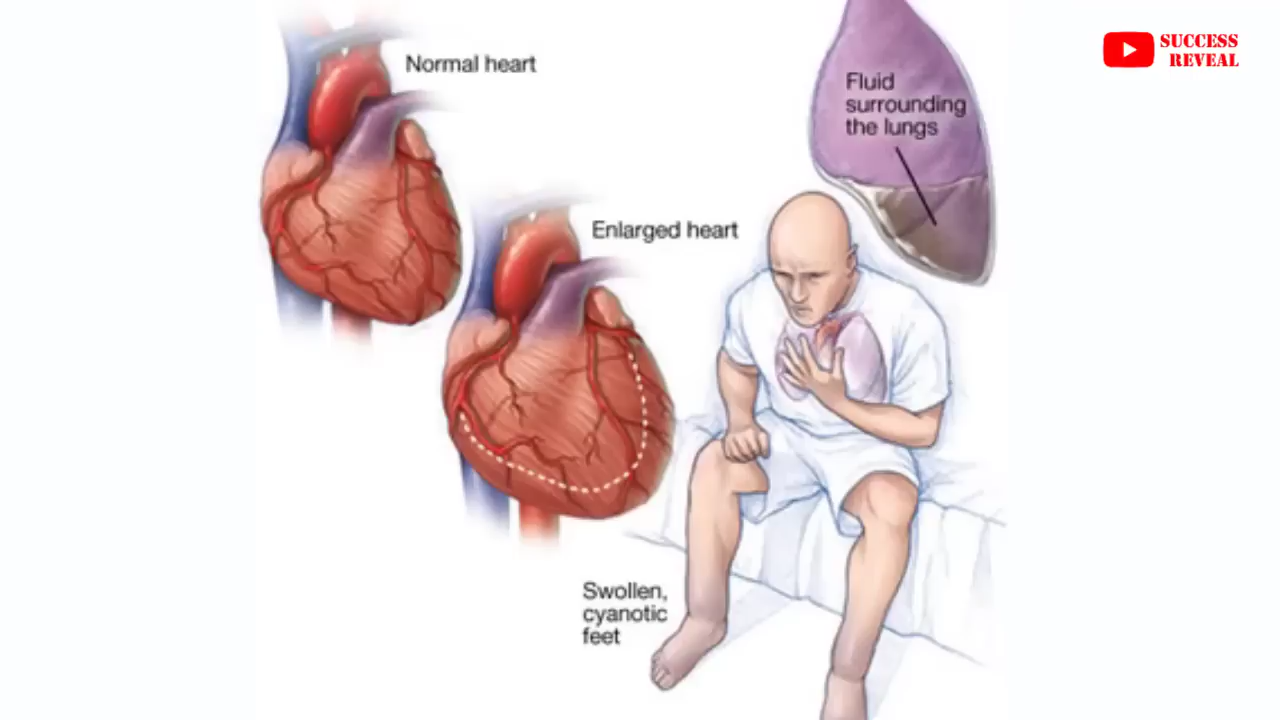 Normal heart
Fluid
surrounding
the lungs
SUCCESS
REVEAL
Enlarged heart
Swollen,
cyanotic
feet